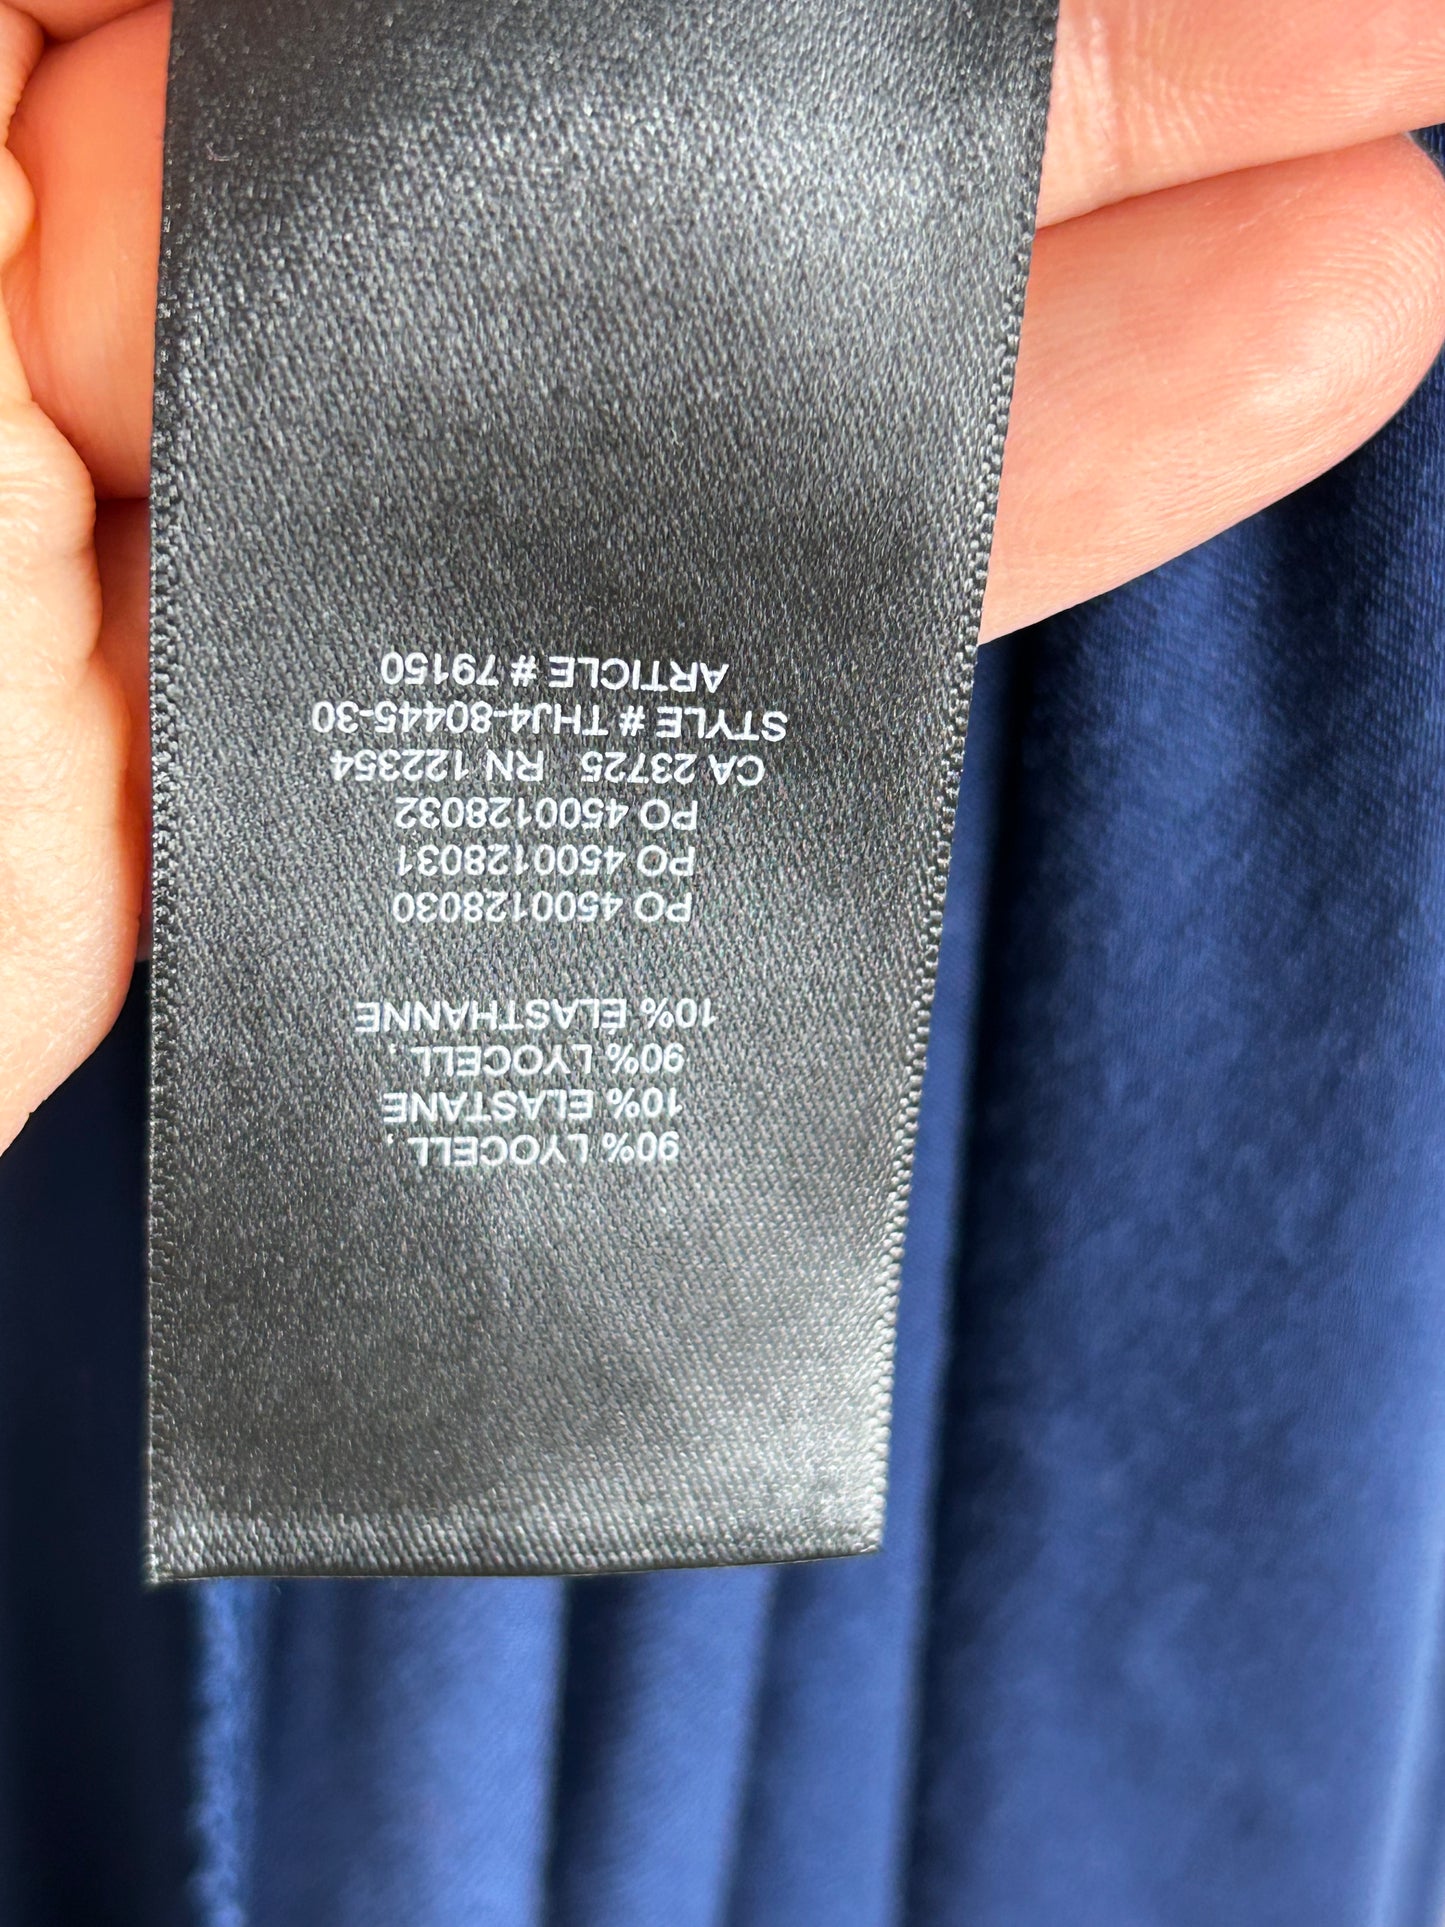 90% LYOCELL,
10% ELASTANE
90% LYOCELL,
10% ÉLASTHANNE
PO 4500128030
PO 4500128031
PO 4500128032
CA 23725 RN 122354
STYLE # THJ4-80445-30
ARTICLE # 79150